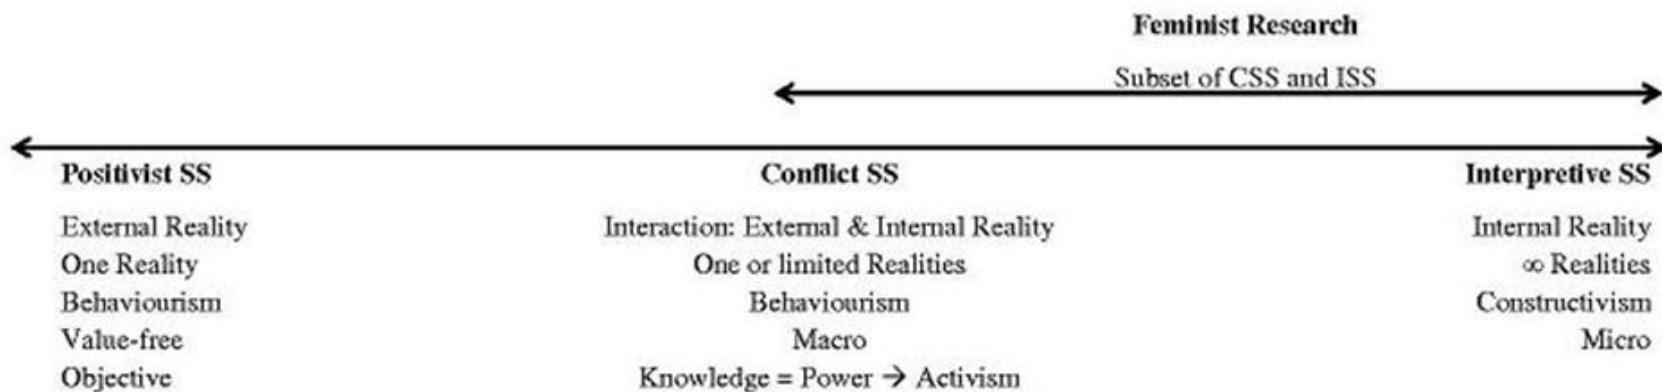 Feminist Research
Subset of CSS and ISS
Positivist SS Conflict SS Interpretive SS
External Reality Interaction: External & Internal Reality Internal Reality
One Reality One or limited Realities ∞ Realities
Behaviourism Behaviourism Constructivism
Value-free Macro Micro
Objective Knowledge = Power → Activism